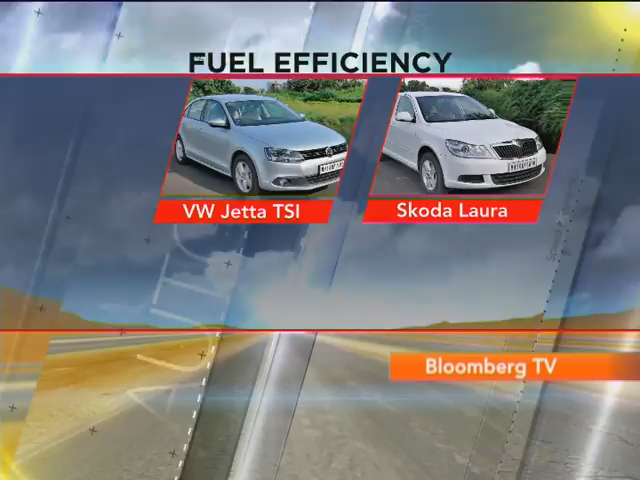 FUEL EFFICIENCY
VW Jetta TSI
Skoda Laura
Bloomberg TV